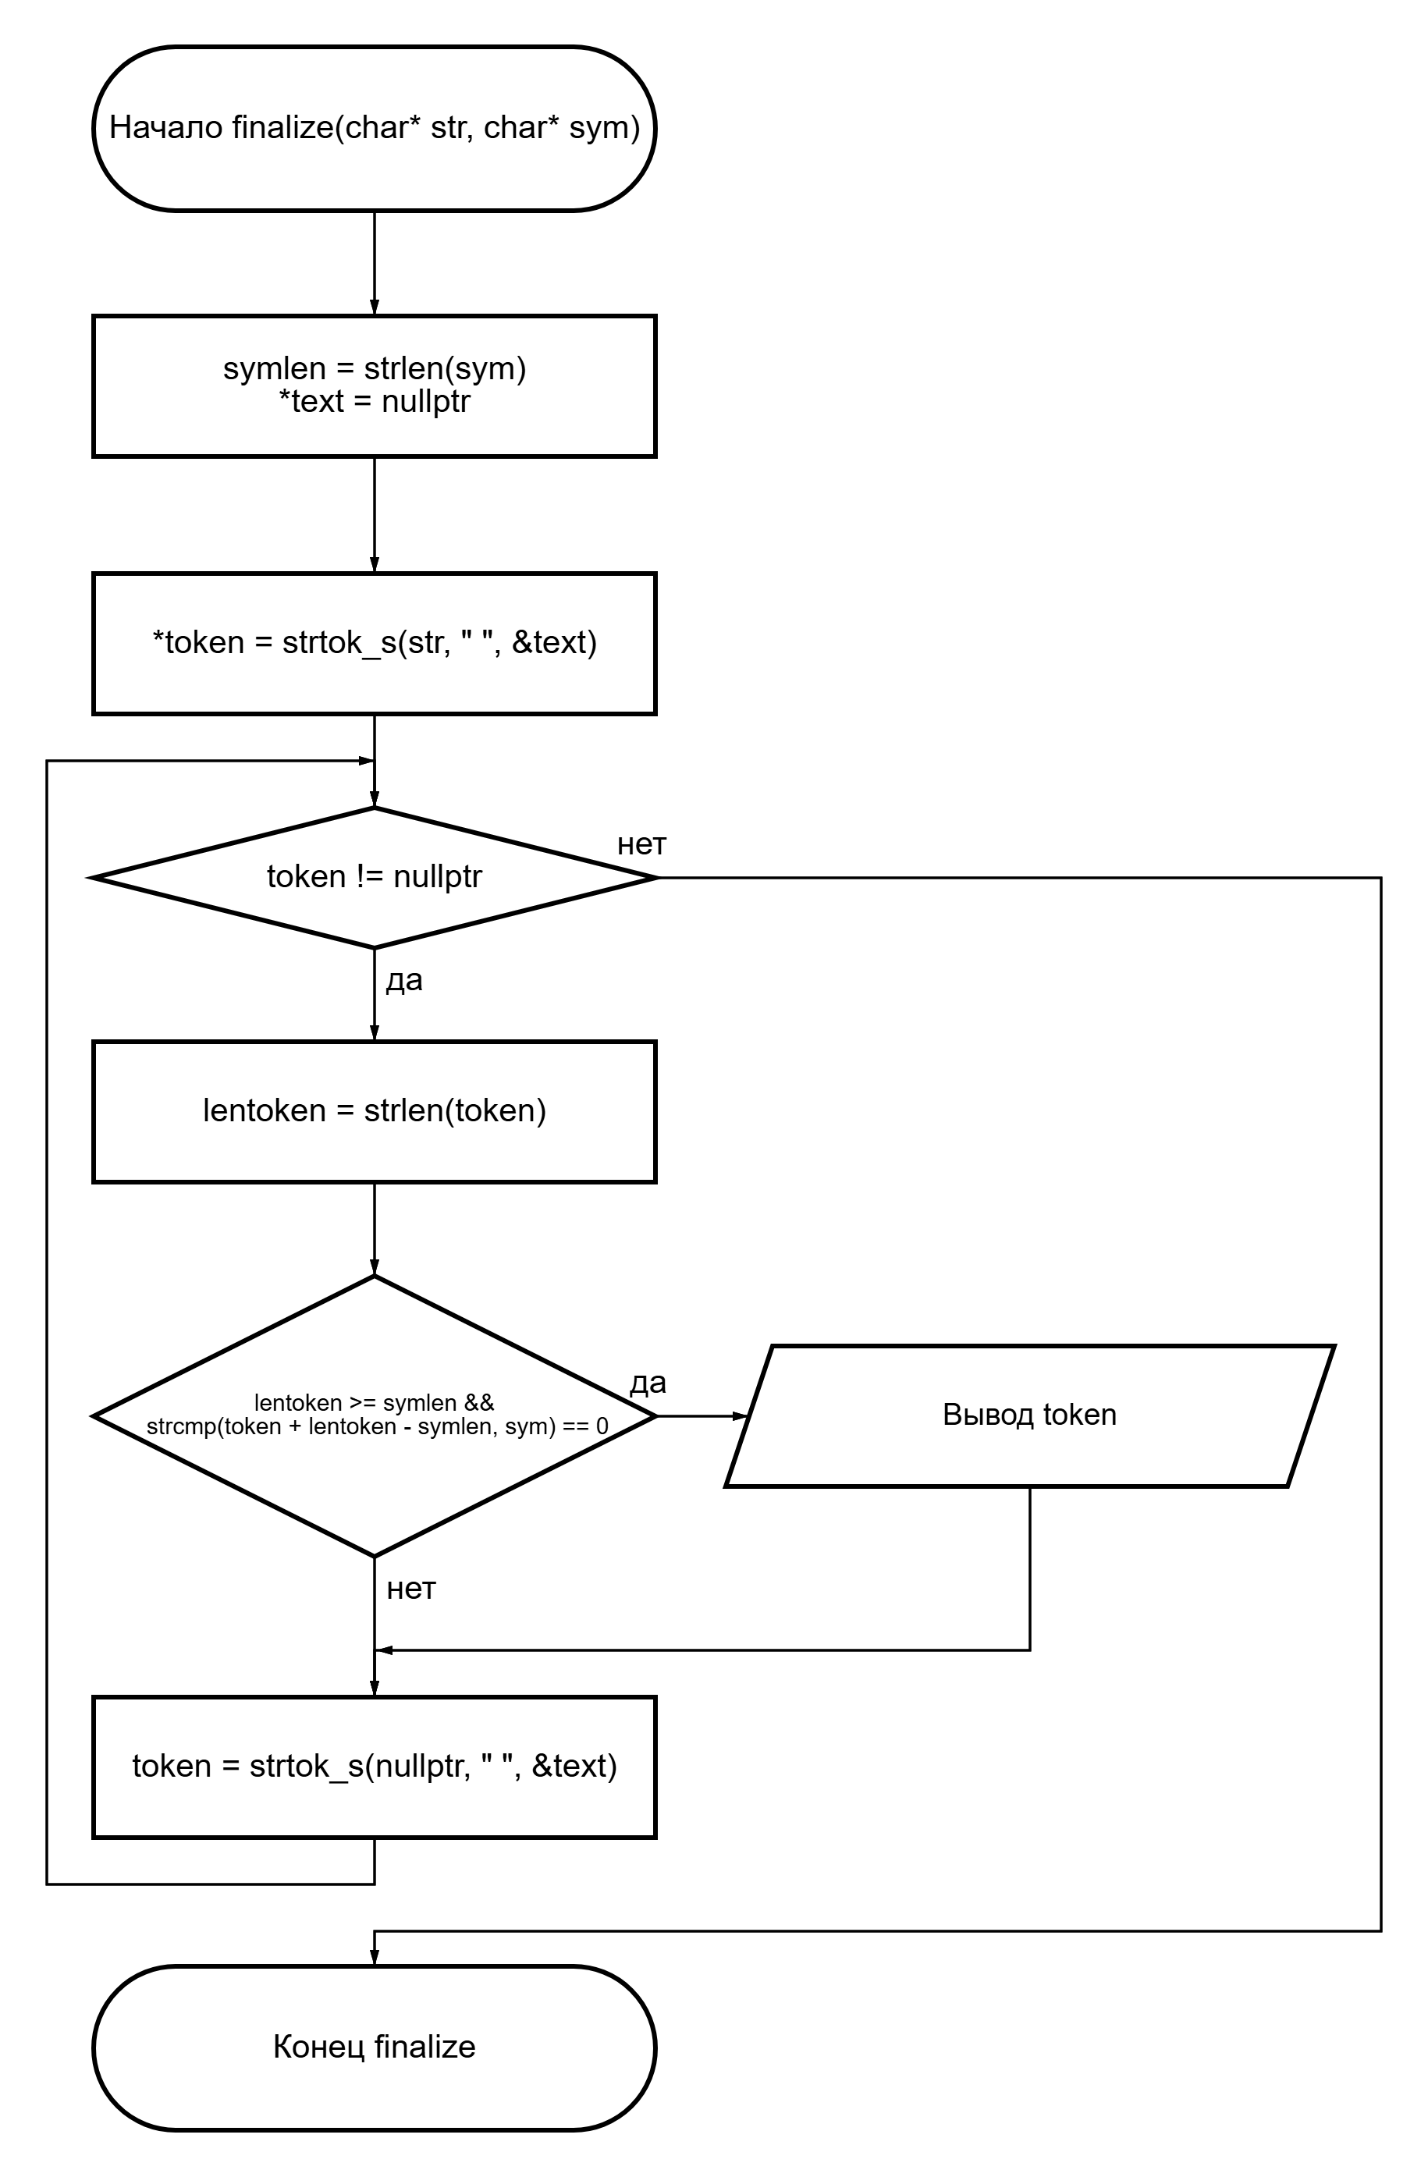 Начало finalize(char* str, char* sym)
symlen = strlen(sym)
*text = nullptr
*token = strtok_s(str, " ", &text)
token != nullptr
нет
да
lentoken = strlen(token)
lentoken >= symlen &&
strcmp(token + lentoken - symlen, sym) == 0
да
Вывод token
нет
token = strtok_s(nullptr, " ", &text)
Конец finalize